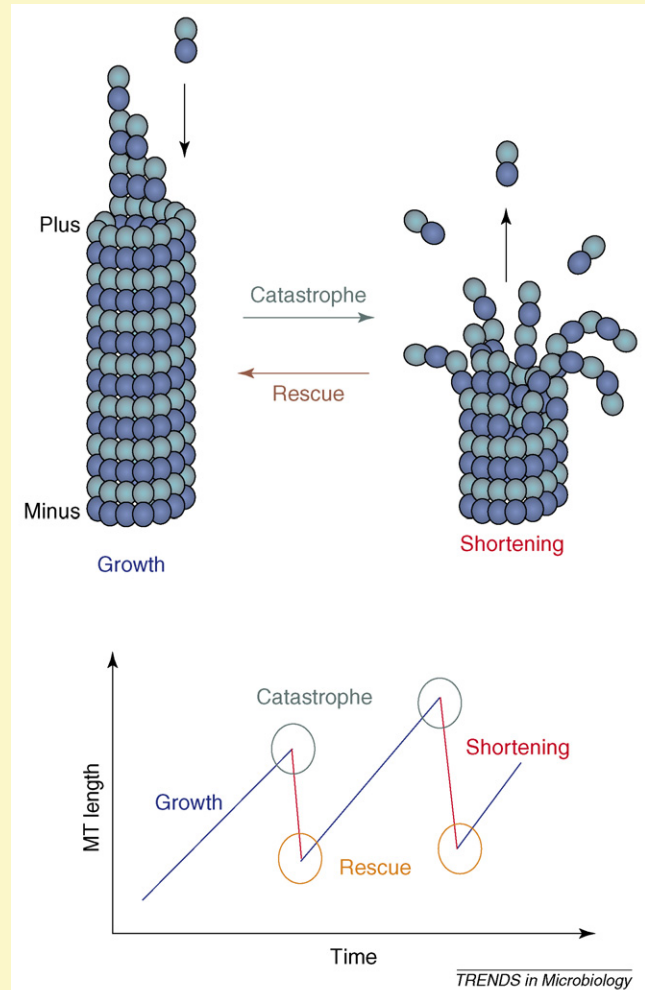 Plus
Catastrophe
Rescue
Minus
Growth
Shortening
Catastrophe
Shortening
Growth
Rescue
MT length
Time
TRENDS in Microbiology